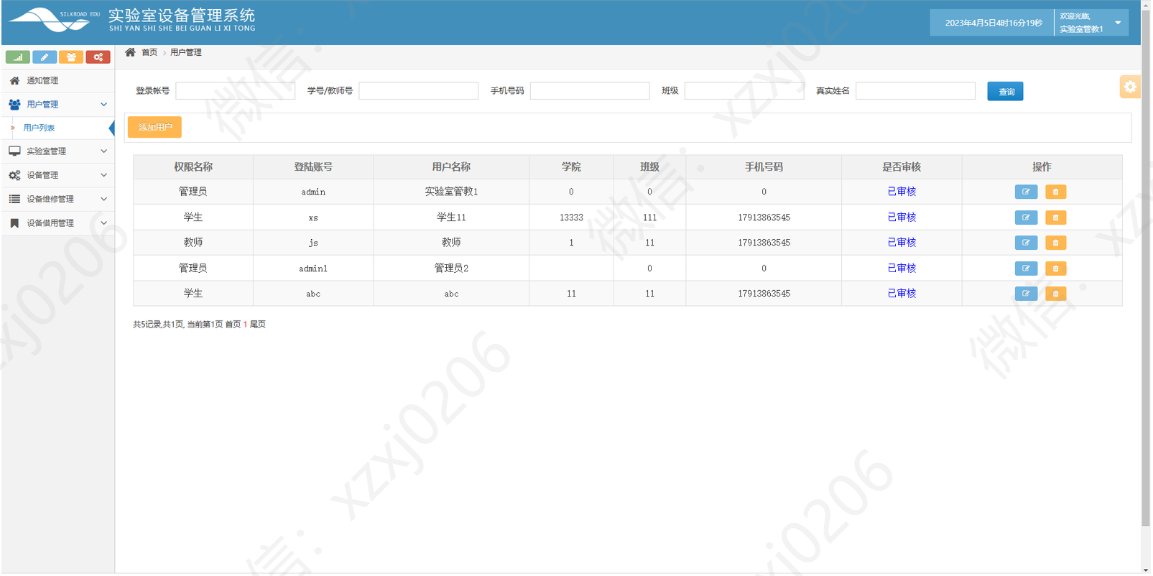 SILKROAD EDU 实验室设备管理系统
SHI YAN SHI SHE BEI GUAN LI XI TONG
2023年4月5日4时16分19秒 欢迎光临,
实验室管教1
首页 用户管理
通知管理
用户管理
用户列表
实验室管理
设备管理
设备维修管理
设备借用管理
登录帐号 学号/教师号 手机号码 班级 真实姓名 查询
添加用户
权限名称 登陆账号 用户名称 学院 班级 手机号码 是否审核 操作
管理员 admin 实验室管教1 0 0 0 已审核
学生 xs 学生11 13333 111 17913863545 已审核
教师 js 教师 1 11 17913863545 已审核
管理员 admin1 管理员2 0 0 已审核
学生 abc abc 11 11 17913863545 已审核
共5记录,共1页, 当前第1页 首页 1 尾页
微信: xzxj0206
微信: xzxj0206
微信: xzxj0206